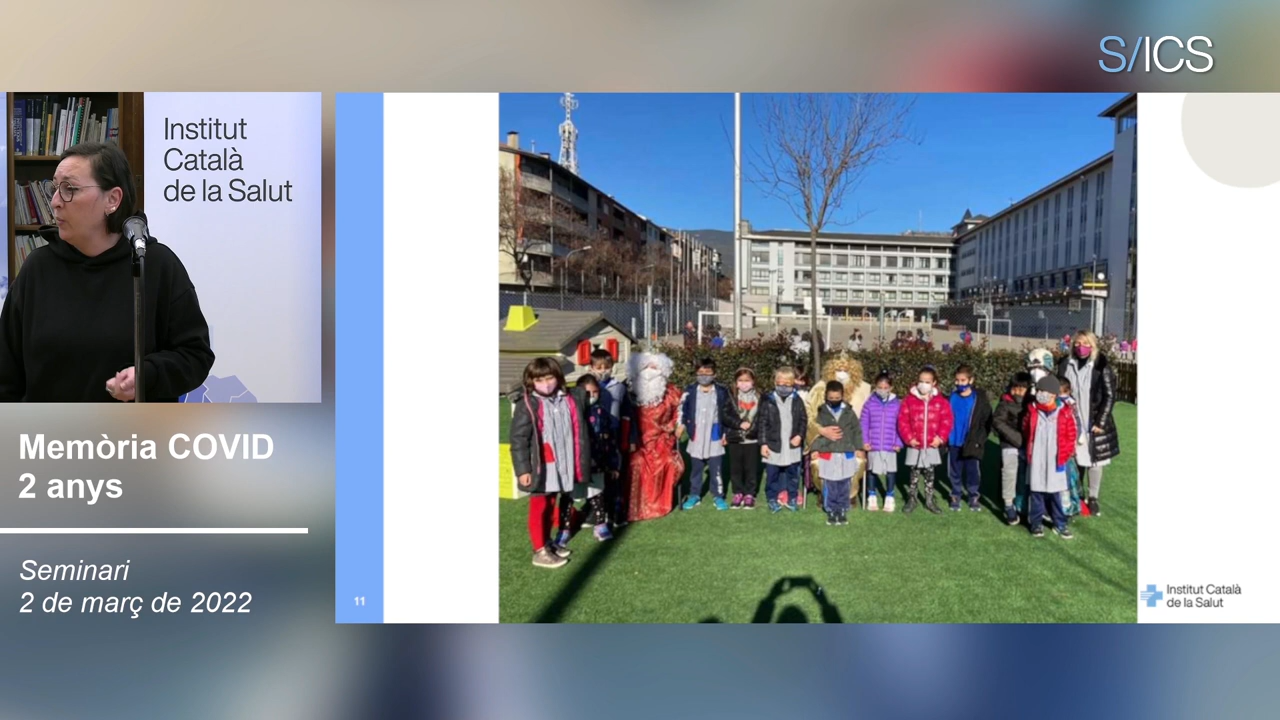 S/ICS
Institut
Català
de la Salut
Memòria COVID
2 anys
Seminari
2 de març de 2022
11
Institut Català
de la Salut